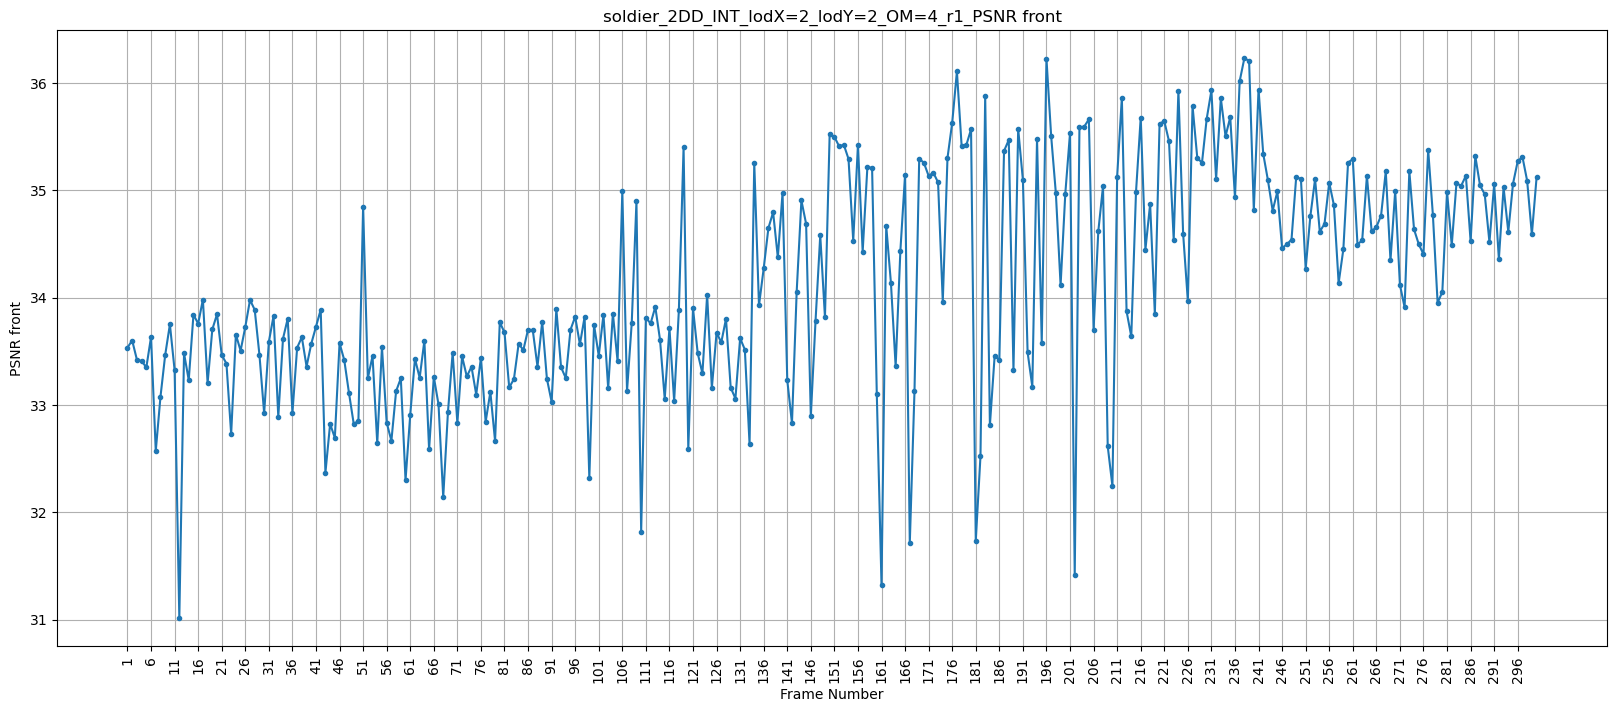 soldier_2DD_INT_lodX=2_lodY=2_OM=4_r1_PSNR front
PSNR front
36
35
34
33
32
31
1 6 11 16 21 26 31 36 41 46 51 56 61 66 71 76 81 86 91 96 101 106 111 116 121 126 131 136 141 146 151 156 161 166 171 176 181 186 191 196 201 206 211 216 221 226 231 236 241 246 251 256 261 266 271 276 281 286 291 296
Frame Number